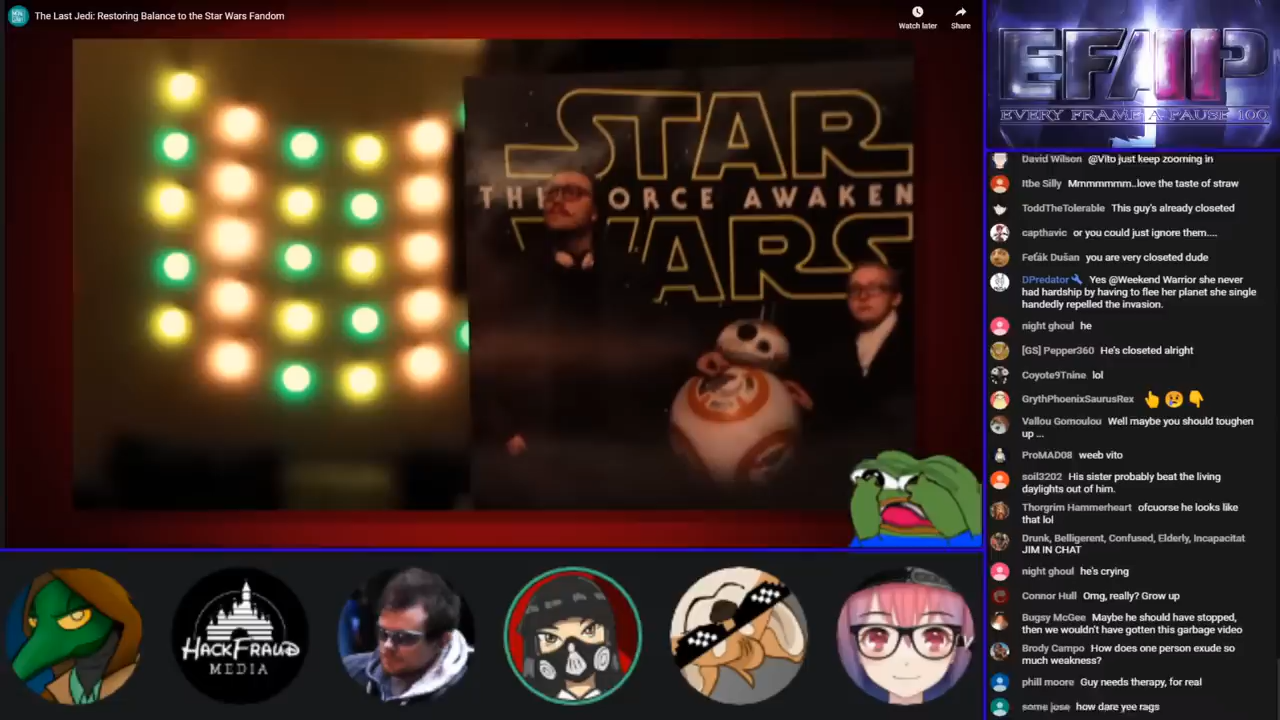 The Last Jedi: Restoring Balance to the Star Wars Fandom
Watch later
Share
STAR
THE FORCE AWAKEN
WARS
EFAP
EVERY FRAME A PAUSE 100
David Wilson @Vito just keep zoorning in
Itbe Silly Mmmmmmm..love the taste of straw
ToddTheTolerable This guy's already closeted
capthavic or you could just ignore them....
Feťák Dušan you are very closeted dude
DPredator Yes @Weekend Warrior she never
had hardship by having to flee her planet she single
handedly repelled the invasion.
night ghoul he
[GS] Pepper360 He's closeted alright
Coyote9Tnine lol
GrythPhoenixSaurusRex 👆😢👇
Vallou Gomoulou Well maybe you should toughen
up ...
ProMAD08 weeb vito
soil3202 His sister probably beat the living
daylights out of him.
Thorgrim Hammerheart ofcuorse he looks like
that lol
Drunk, Belligerent, Confused, Elderly, Incapacitat
JIM IN CHAT
night ghoul he's crying
Connor Hull Omg, really? Grow up
Bugsy McGee Maybe he should have stopped,
then we wouldn't have gotten this garbage video
Brody Campo How does one person exude so
much weakness?
phill moore Guy needs therapy, for real
some jose how dare yee rags
HACKFRAUD
MEDIA